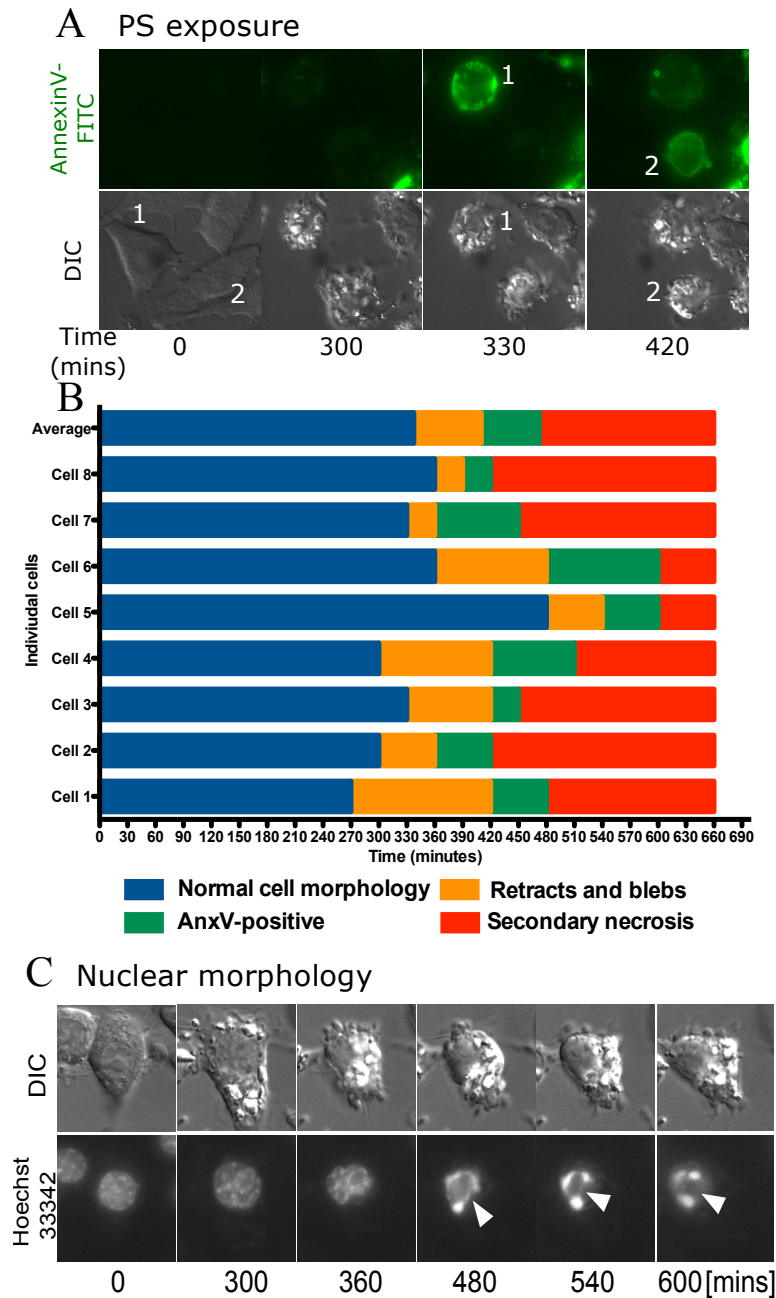 A PS exposure
AnnexinV-
FITC
1
2
DIC
1
2
1
2
Time
(mins)
0 300 330 420
B
Average
Cell 8
Cell 7
Cell 6
Cell 5
Cell 4
Cell 3
Cell 2
Cell 1
Indiviudal cells
0 30 60 90 120 150 180 210 240 270 300 330 360 390 420 450 480 510 540 570 600 630 660 690
Time (minutes)
Normal cell morphology Retracts and blebs
AnxV-positive Secondary necrosis
C Nuclear morphology
DIC
Hoechst
33342
0 300 360 480 540 600[mins]